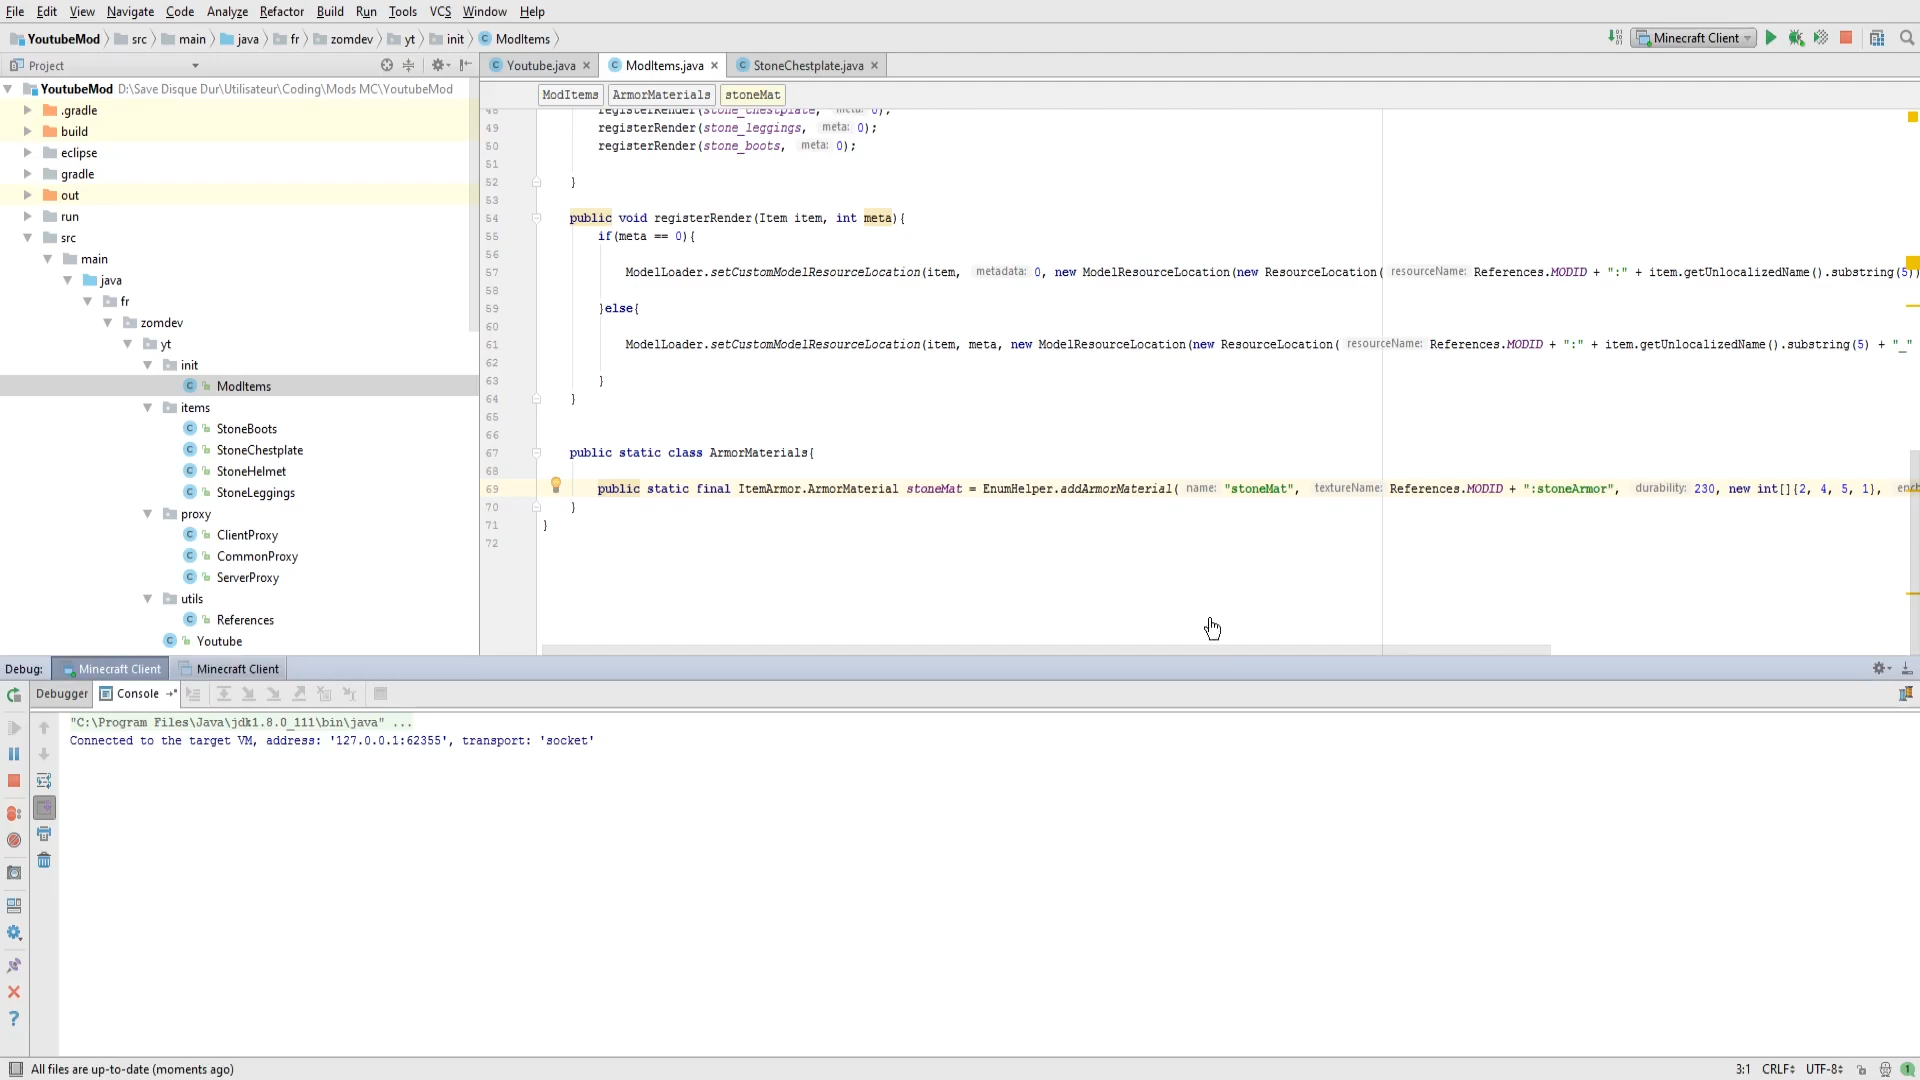 File Edit View Navigate Code Analyze Refactor Build Run Tools VCS Window Help
YoutubeMod src main java fr zomdev yt init ModItems Minecraft Client
Project Youtube.java ModItems.java StoneChestplate.java
YoutubeMod D:\Save Disque Dur\Utilisateur\Coding\Mods MC\YoutubeMod
.gradle
build
eclipse
gradle
out
run
src
main
java
fr
zomdev
yt
init
ModItems
items
StoneBoots
StoneChestplate
StoneHelmet
StoneLeggings
proxy
ClientProxy
CommonProxy
ServerProxy
utils
References
Youtube
ModItems ArmorMaterials stoneMat
48 registerRender(stone_chestplate, meta: 0);
49 registerRender(stone_leggings, meta: 0);
50 registerRender(stone_boots, meta: 0);
51
52 }
53
54 public void registerRender(Item item, int meta){
55 if(meta == 0){
56
57 ModelLoader.setCustomModelResourceLocation(item, metadata: 0, new ModelResourceLocation(new ResourceLocation( resourceName: References.MODID + ":" + item.getUnlocalizedName().substring(5))
58
59 }else{
60
61 ModelLoader.setCustomModelResourceLocation(item, meta, new ModelResourceLocation(new ResourceLocation( resourceName: References.MODID + ":" + item.getUnlocalizedName().substring(5) + "_"
62
63 }
64 }
65
66
67 public static class ArmorMaterials{
68
69 public static final ItemArmor.ArmorMaterial stoneMat = EnumHelper.addArmorMaterial( name: "stoneMat", textureName: References.MODID + ":stoneArmor", durability: 230, new int[]{2, 4, 5, 1}, ench
70 }
71 }
72
Debug: Minecraft Client Minecraft Client
Debugger Console
"C:\Program Files\Java\jdk1.8.0_111\bin\java" ...
Connected to the target VM, address: '127.0.0.1:62355', transport: 'socket'
All files are up-to-date (moments ago) 3:1 CRLF UTF-8 1